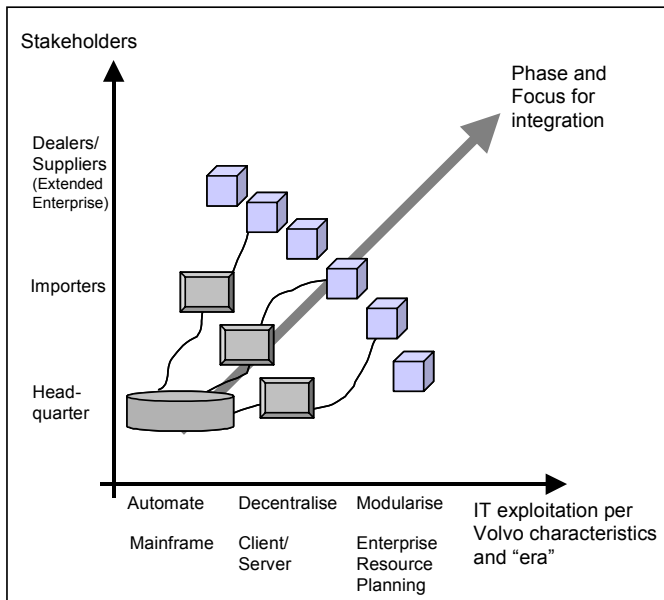 Stakeholders
Phase and
Focus for
integration
Dealers/
Suppliers
(Extended
Enterprise)
Importers
Head-
quarter
Automate
Decentralise
Modularise
IT exploitation per
Volvo characteristics
and “era”
Mainframe
Client/
Server
Enterprise
Resource
Planning